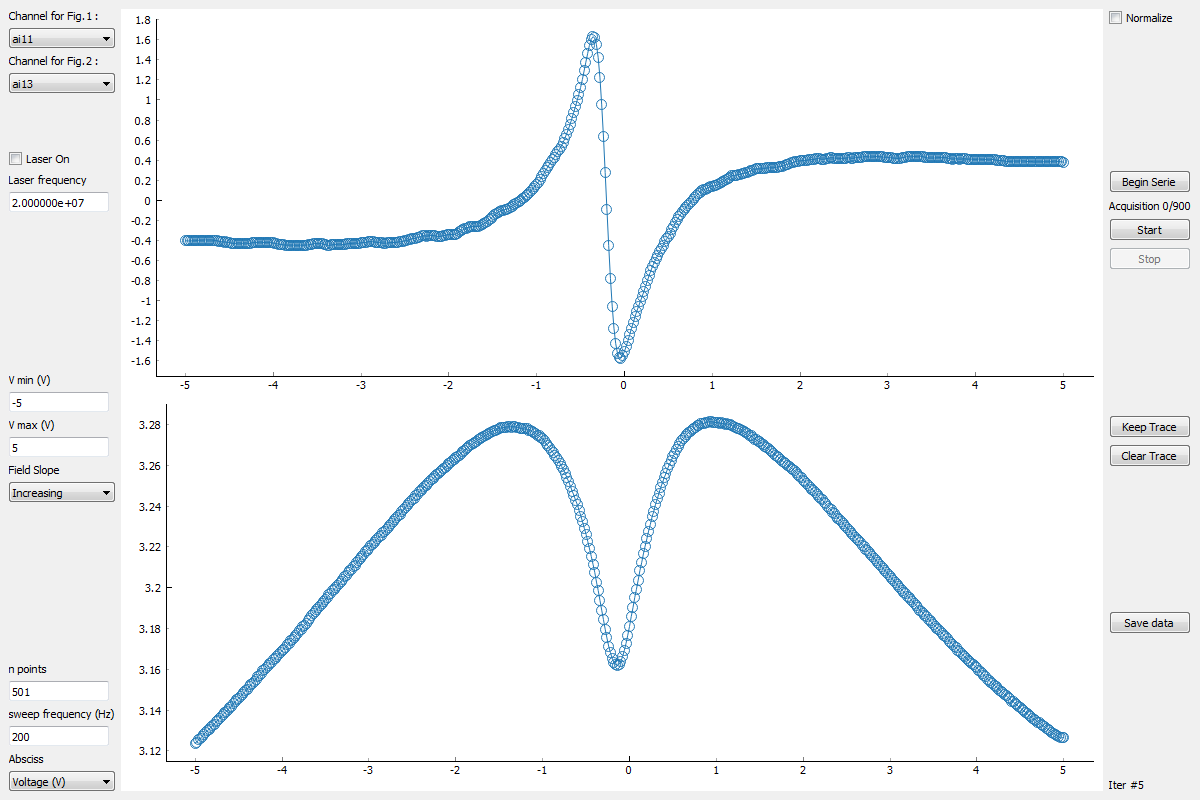 Channel for Fig.1 :
ai11
Channel for Fig.2 :
ai13
Laser On
Laser frequency
2.000000e+07
V min (V)
-5
V max (V)
5
Field Slope
Increasing
n points
501
sweep frequency (Hz)
200
Absciss
Voltage (V)
1.8
1.6
1.4
1.2
1
0.8
0.6
0.4
0.2
0
-0.2
-0.4
-0.6
-0.8
-1
-1.2
-1.4
-1.6
-5 -4 -3 -2 -1 0 1 2 3 4 5
3.28
3.26
3.24
3.22
3.2
3.18
3.16
3.14
3.12
-5 -4 -3 -2 -1 0 1 2 3 4 5
Normalize
Begin Serie
Acquisition 0/900
Start
Stop
Keep Trace
Clear Trace
Save data
Iter #5